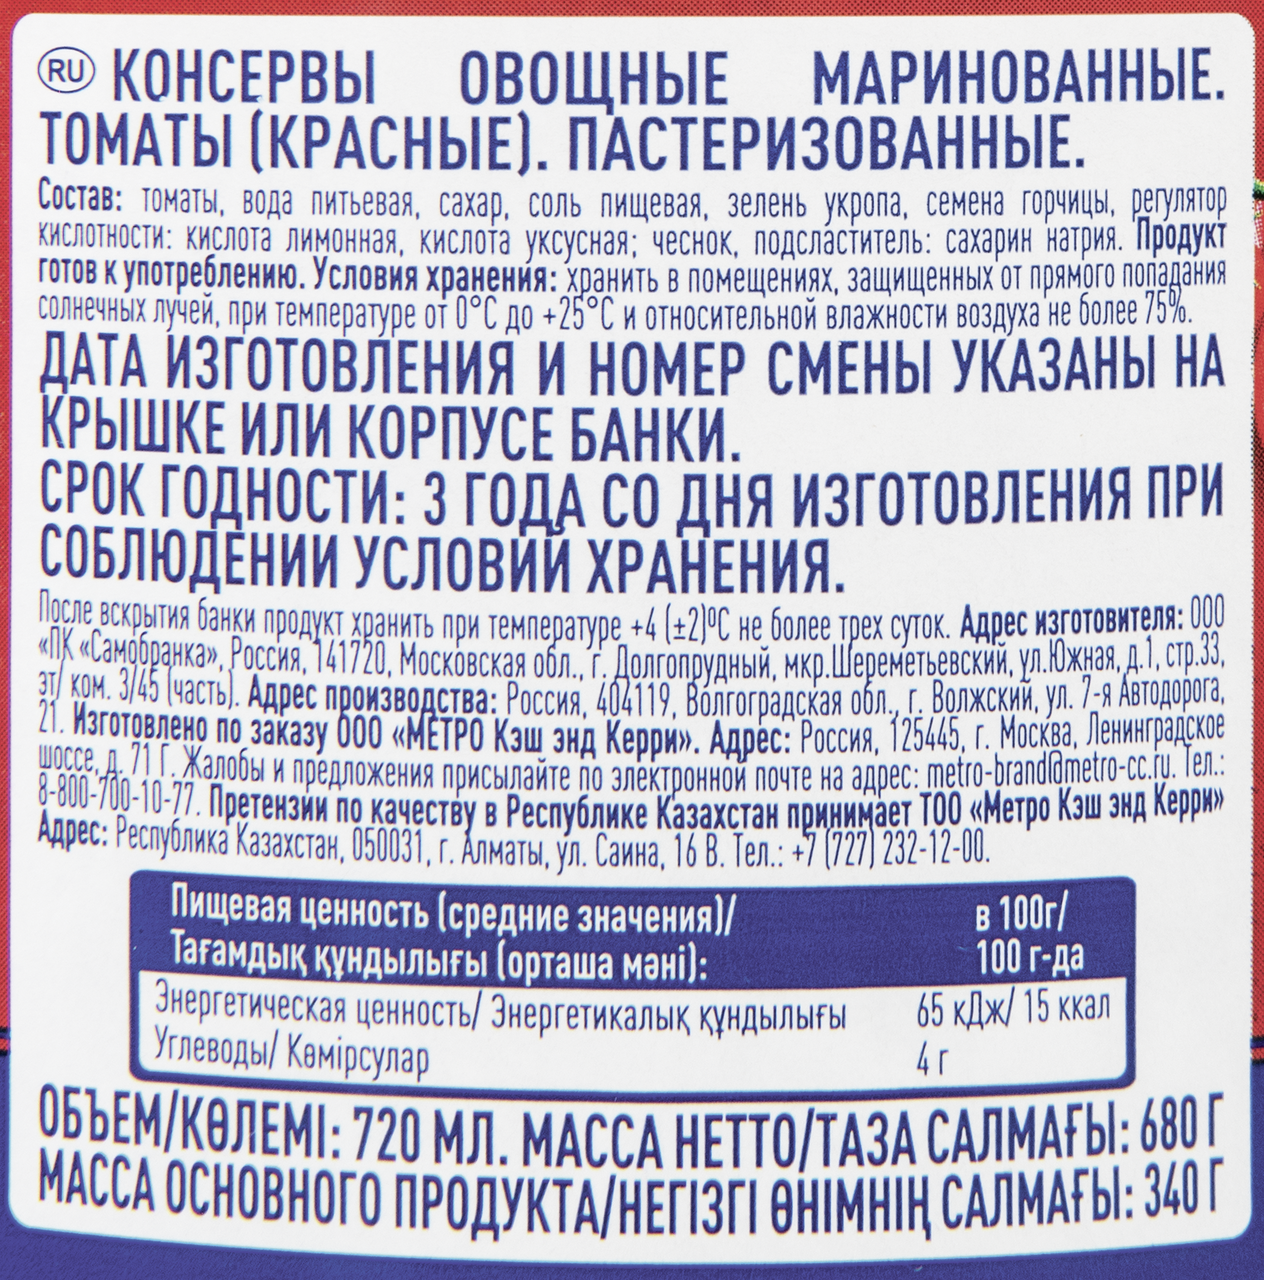 RU КОНСЕРВЫ ОВОЩНЫЕ МАРИНОВАННЫЕ.
ТОМАТЫ (КРАСНЫЕ). ПАСТЕРИЗОВАННЫЕ.
Состав: томаты, вода питьевая, сахар, соль пищевая, зелень укропа, семена горчицы, регулятор
кислотности: кислота лимонная, кислота уксусная; чеснок, подсластитель: сахарин натрия. Продукт
готов к употреблению. Условия хранения: хранить в помещениях, защищенных от прямого попадания
солнечных лучей, при температуре от 0°С до +25°С и относительной влажности воздуха не более 75%.
ДАТА ИЗГОТОВЛЕНИЯ И НОМЕР СМЕНЫ УКАЗАНЫ НА
КРЫШКЕ ИЛИ КОРПУСЕ БАНКИ.
СРОК ГОДНОСТИ: 3 ГОДА СО ДНЯ ИЗГОТОВЛЕНИЯ ПРИ
СОБЛЮДЕНИИ УСЛОВИЙ ХРАНЕНИЯ.
После вскрытия банки продукт хранить при температуре +4 (±2)ºС не более трех суток. Адрес изготовителя: ООО
«ПК «Самобранка», Россия, 141720, Московская обл., г. Долгопрудный, мкр.Шереметьевский, ул.Южная, д.1, стр.33,
эт/ ком. 3/45 (часть). Адрес производства: Россия, 404119, Волгоградская обл., г. Волжский, ул. 7-я Автодорога,
21. Изготовлено по заказу ООО «МЕТРО Кэш энд Керри». Адрес: Россия, 125445, г. Москва, Ленинградское
шоссе, д. 71 Г. Жалобы и предложения присылайте по электронной почте на адрес: metro-brand@metro-cc.ru. Тел.:
8-800-700-10-77. Претензии по качеству в Республике Казахстан принимает ТОО «Метро Кэш энд Керри»
Адрес: Республика Казахстан, 050031, г. Алматы, ул. Саина, 16 В. Тел.: +7 (727) 232-12-00.
Пищевая ценность (средние значения)/ в 100г/
Тағамдық құндылығы (орташа мәні): 100 г-да
Энергетическая ценность/ Энергетикалық құндылығы 65 кДж/ 15 ккал
Углеводы/ Көмірсулар 4 г
ОБЪЕМ/КӨЛЕМІ: 720 МЛ. МАССА НЕТТО/ТАЗА САЛМАҒЫ: 680 Г
МАССА ОСНОВНОГО ПРОДУКТА/НЕГІЗГІ ӨНІМНІҢ САЛМАҒЫ: 340 Г